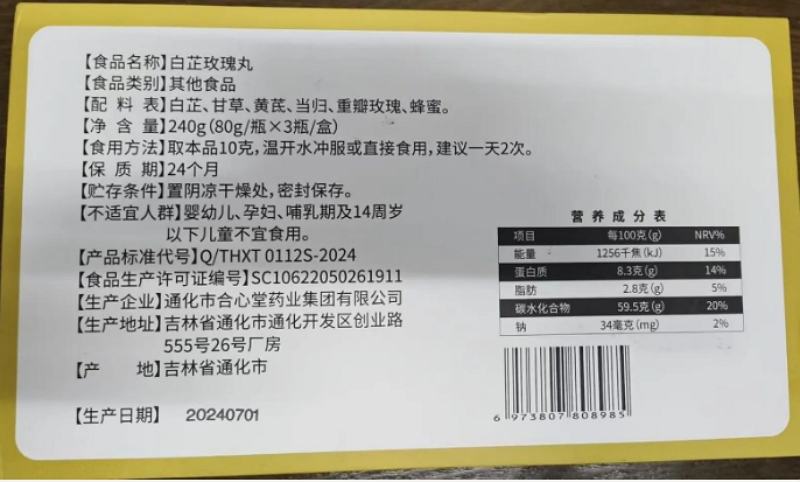 【食品名称】白芷玫瑰丸
【食品类别】其他食品
【配 料 表】白芷、甘草、黄芪、当归、重瓣玫瑰、蜂蜜。
【净 含 量】240g(80g/瓶×3瓶/盒)
【食用方法】取本品10克，温开水冲服或直接食用，建议一天2次。
【保 质 期】24个月
【贮存条件】置阴凉干燥处，密封保存。
【不适宜人群】婴幼儿、孕妇、哺乳期及14周岁
以下儿童不宜食用。
【产品标准代号】Q/THXT 0112S-2024
【食品生产许可证编号】SC10622050261911
【生产企业】通化市合心堂药业集团有限公司
【生产地址】吉林省通化市通化开发区创业路
555号26号厂房
【产 地】吉林省通化市
【生产日期】 20240701
营养成分表
项目 每100克(g) NRV%
能量 1256千焦(kJ) 15%
蛋白质 8.3克(g) 14%
脂肪 2.8克(g) 5%
碳水化合物 59.5克(g) 20%
钠 34毫克(mg) 2%
6 973807 808985